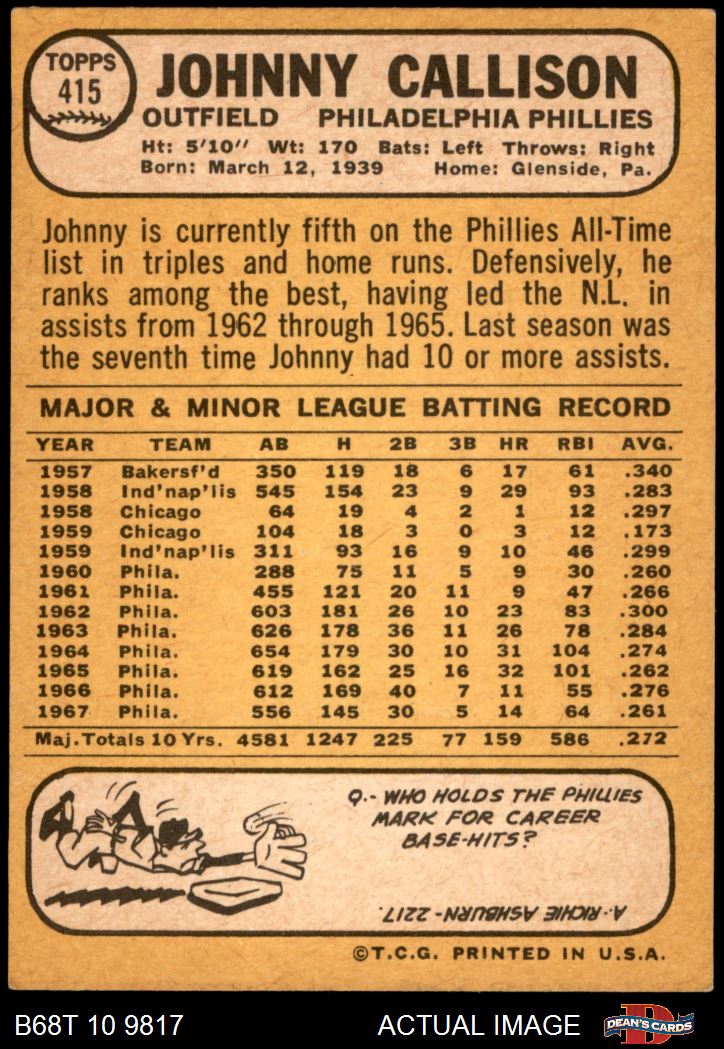 TOPPS
415
JOHNNY CALLISON
OUTFIELD PHILADELPHIA PHILLIES
Ht: 5'10" Wt: 170 Bats: Left Throws: Right
Born: March 12, 1939 Home: Glenside, Pa.
Johnny is currently fifth on the Phillies All-Time
list in triples and home runs. Defensively, he
ranks among the best, having led the N.L. in
assists from 1962 through 1965. Last season was
the seventh time Johnny had 10 or more assists.
MAJOR & MINOR LEAGUE BATTING RECORD
YEAR TEAM AB H 2B 3B HR RBI AVG.
1957 Bakersf'd 350 119 18 6 17 61 .340
1958 Ind'nap'lis 545 154 23 9 29 93 .283
1958 Chicago 64 19 4 2 1 12 .297
1959 Chicago 104 18 3 0 3 12 .173
1959 Ind'nap'lis 311 93 16 9 10 46 .299
1960 Phila. 288 75 11 5 9 30 .260
1961 Phila. 455 121 20 11 9 47 .266
1962 Phila. 603 181 26 10 23 83 .300
1963 Phila. 626 178 36 11 26 78 .284
1964 Phila. 654 179 30 10 31 104 .274
1965 Phila. 619 162 25 16 32 101 .262
1966 Phila. 612 169 40 7 11 55 .276
1967 Phila. 556 145 30 5 14 64 .261
Maj. Totals 10 Yrs. 4581 1247 225 77 159 586 .272
Q.- WHO HOLDS THE PHILLIES
MARK FOR CAREER
BASE-HITS?
A.- RICHIE ASHBURN - 2217.
©T.C.G. PRINTED IN U.S.A.
B68T 10 9817 ACTUAL IMAGE
D
DEAN'S CARDS